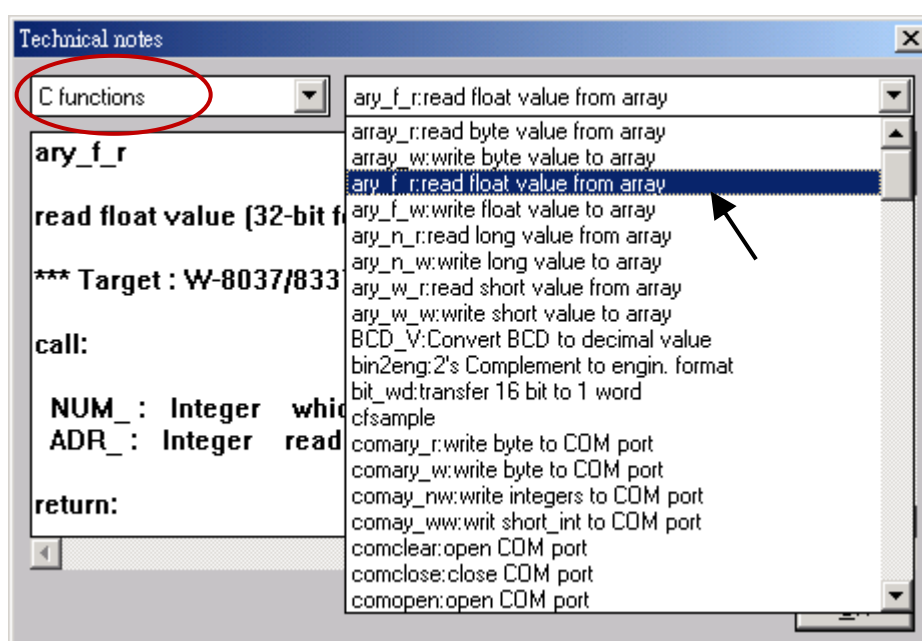 Technical notes
C functions
ary_f_r:read float value from array
ary_f_r
read float value (32-bit
*** Target : W-8037/833
call:
NUM_ : Integer
ADR_ : Integer read
return:
array_r:read byte value from array
array_w:write byte value to array
ary_f_r:read float value from array
ary_f_w:write float value to array
ary_n_r:read long value from array
ary_n_w:write long value to array
ary_w_r:read short value from array
ary_w_w:write short value to array
BCD_V:Convert BCD to decimal value
bin2eng:2's Complement to engin. format
bit_wd:transfer 16 bit to 1 word
cfsample
comary_r:write byte to COM port
comary_w:write byte to COM port
comay_nw:write integers to COM port
comay_ww:writ short_int to COM port
comclear:open COM port
comclose:close COM port
comopen:open COM port